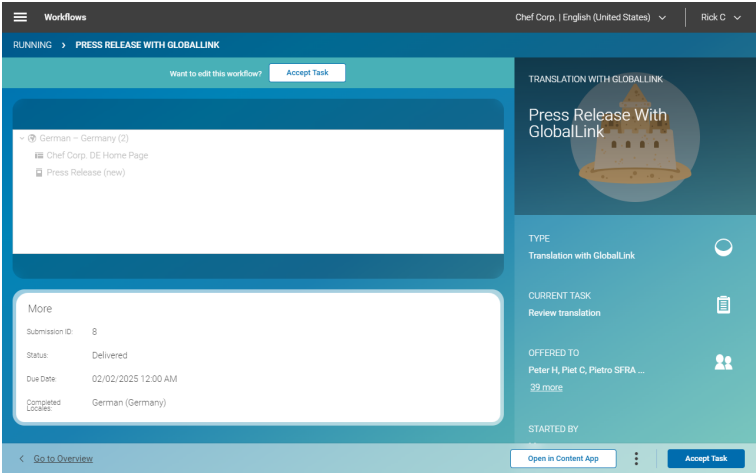 Workflows
Chef Corp. | English (United States)
Rick C
RUNNING > PRESS RELEASE WITH GLOBALLINK
Want to edit this workflow?
Accept Task
German – Germany (2)
Chef Corp. DE Home Page
Press Release (new)
More
Submission ID: 8
Status: Delivered
Due Date: 02/02/2025 12:00 AM
Completed Locales: German (Germany)
TRANSLATION WITH GLOBALLINK
Press Release With
GlobalLink
TYPE
Translation with GlobalLink
CURRENT TASK
Review translation
OFFERED TO
Peter H, Piet C, Pietro SFRA ...
39 more
STARTED BY
Go to Overview
Open in Content App
Accept Task